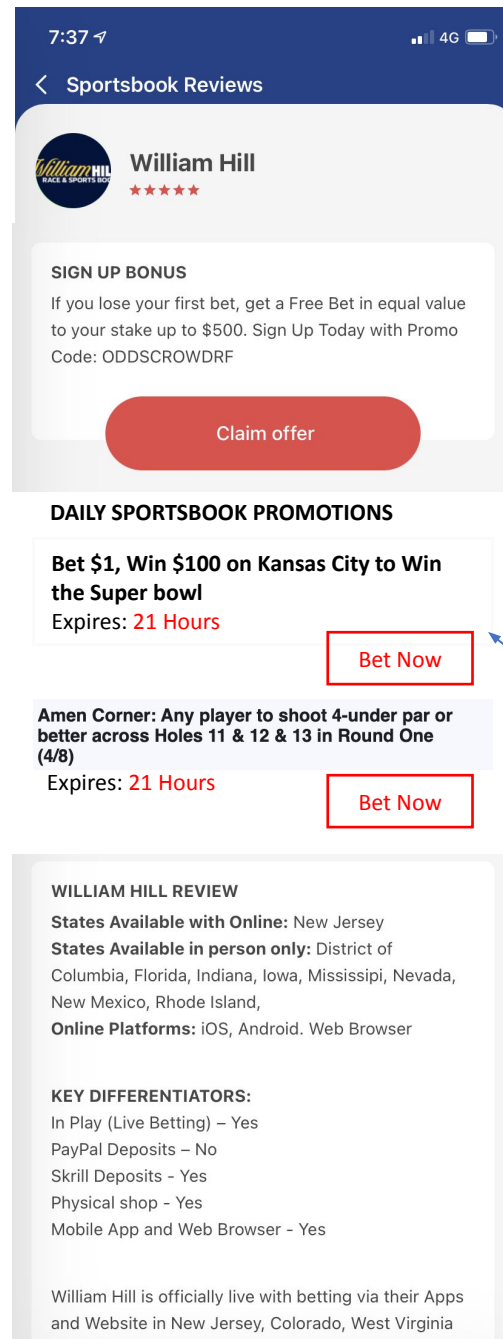 7:37
4G
Sportsbook Reviews
William HIL
RACE & SPORTS BOO
William Hill
SIGN UP BONUS
If you lose your first bet, get a Free Bet in equal value
to your stake up to $500. Sign Up Today with Promo
Code: ODDSCROWDRF
Claim offer
DAILY SPORTSBOOK PROMOTIONS
Bet $1, Win $100 on Kansas City to Win
the Super bowl
Expires: 21 Hours
Bet Now
Amen Corner: Any player to shoot 4-under par or
better across Holes 11 & 12 & 13 in Round One
(4/8)
Expires: 21 Hours
Bet Now
WILLIAM HILL REVIEW
States Available with Online: New Jersey
States Available in person only: District of
Columbia, Florida, Indiana, Iowa, Mississipi, Nevada,
New Mexico, Rhode Island,
Online Platforms: iOS, Android. Web Browser
KEY DIFFERENTIATORS:
In Play (Live Betting) – Yes
PayPal Deposits – No
Skrill Deposits - Yes
Physical shop - Yes
Mobile App and Web Browser - Yes
William Hill is officially live with betting via their Apps
and Website in New Jersey, Colorado, West Virginia